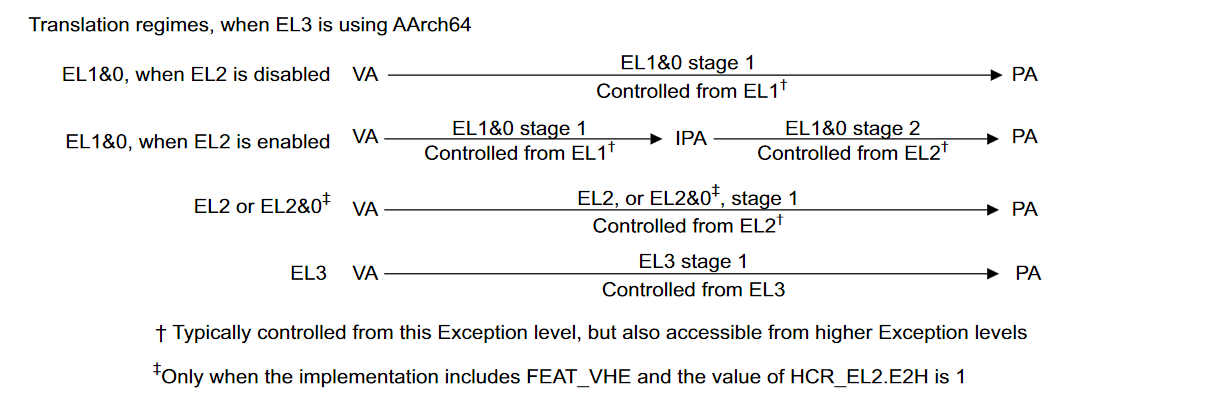 Translation regimes, when EL3 is using AArch64
EL1&0, when EL2 is disabled VA EL1&0 stage 1 PA
Controlled from EL1†
EL1&0, when EL2 is enabled VA EL1&0 stage 1 IPA EL1&0 stage 2 PA
Controlled from EL1† Controlled from EL2†
EL2 or EL2&0‡ VA EL2, or EL2&0‡, stage 1 PA
Controlled from EL2†
EL3 VA EL3 stage 1 PA
Controlled from EL3
† Typically controlled from this Exception level, but also accessible from higher Exception levels
‡Only when the implementation includes FEAT_VHE and the value of HCR_EL2.E2H is 1